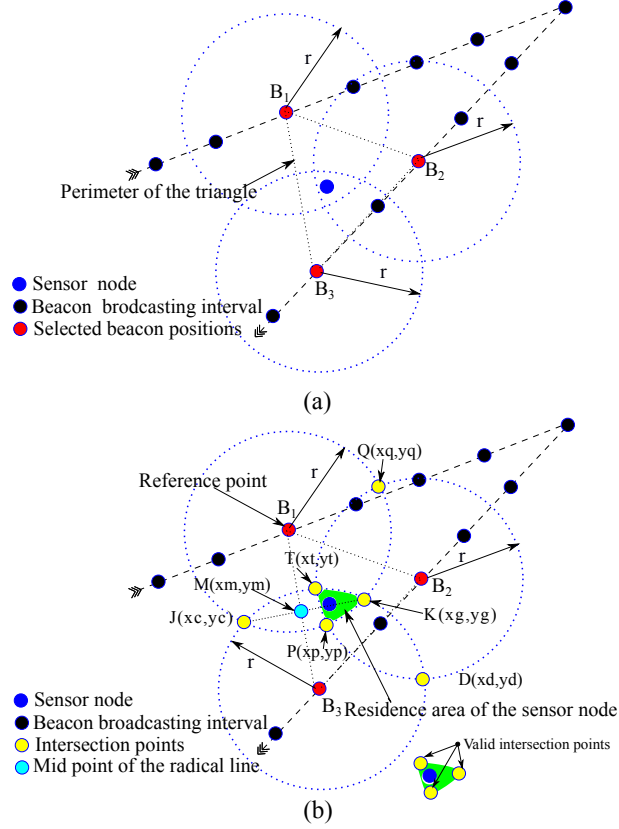 r
B1
r
B2
Perimeter of the triangle
B3
r
Sensor node
Beacon brodcasting interval
Selected beacon positions
(a)
Q(xq,yq)
Reference point
r
B1
T(xt,yt)
r
M(xm,ym)
B2
J(xc,yc)
K(xg,yg)
P(xp,yp)
r
D(xd,yd)
B3
Residence area of the sensor node
Sensor node
Beacon broadcasting interval
Intersection points
Mid point of the radical line
Valid intersection points
(b)